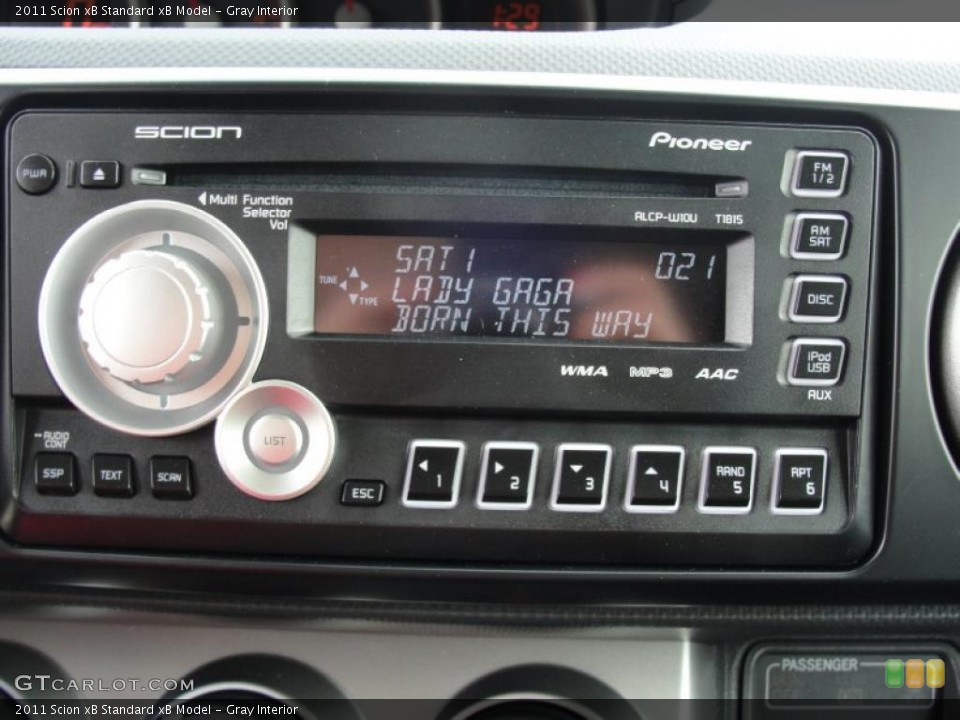 2011 Scion xB Standard xB Model - Gray Interior
1:29
SCION
Pioneer
PWR
FM
1/2
Multi Function
Selector
Vol
ALCP-W10U T1815
AM
SAT
SAT1 021
TUNE
TYPE
LADY GAGA
BORN THIS WAY
DISC
iPod
USB
AUX
WMA MP3 AAC
AUDIO
CONT
LIST
SSP TEXT SCAN
ESC
1
2
3
4
RAND
5
RPT
6
PASSENGER
GTCARLOT.COM
2011 Scion xB Standard xB Model - Gray Interior